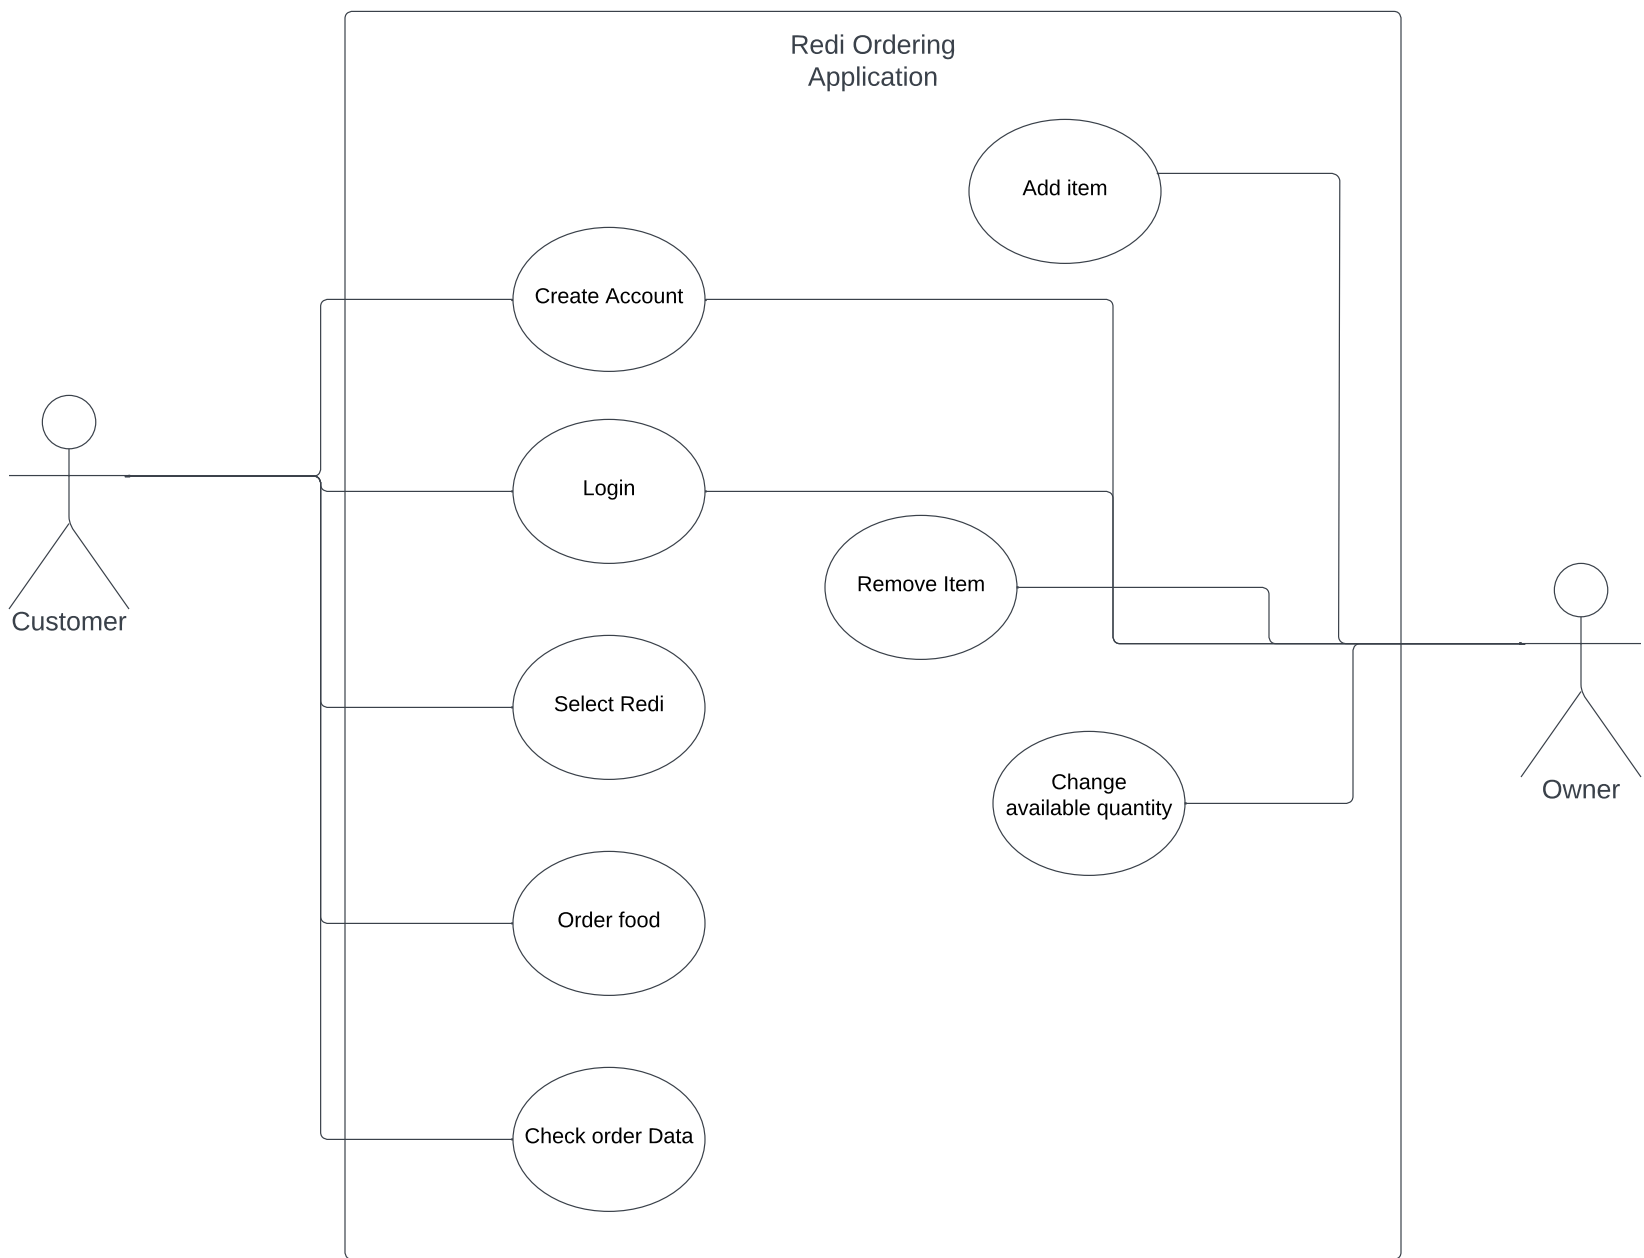 Redi Ordering
Application
Add item
Create Account
Login
Remove Item
Customer
Select Redi
Change
available quantity
Owner
Order food
Check order Data